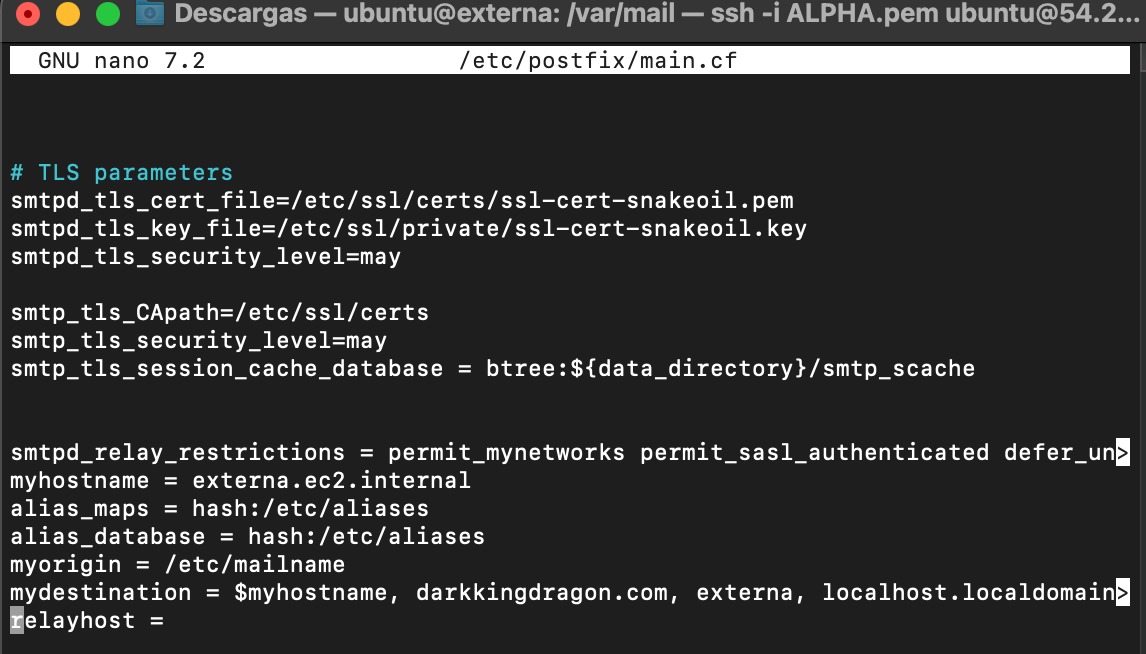 Descargas — ubuntu@externa: /var/mail — ssh -i ALPHA.pem ubuntu@54.2...
GNU nano 7.2 /etc/postfix/main.cf
# TLS parameters
smtpd_tls_cert_file=/etc/ssl/certs/ssl-cert-snakeoil.pem
smtpd_tls_key_file=/etc/ssl/private/ssl-cert-snakeoil.key
smtpd_tls_security_level=may
smtp_tls_CApath=/etc/ssl/certs
smtp_tls_security_level=may
smtp_tls_session_cache_database = btree:${data_directory}/smtp_scache
smtpd_relay_restrictions = permit_mynetworks permit_sasl_authenticated defer_un>
myhostname = externa.ec2.internal
alias_maps = hash:/etc/aliases
alias_database = hash:/etc/aliases
myorigin = /etc/mailname
mydestination = $myhostname, darkkingdragon.com, externa, localhost.localdomain>
relayhost =